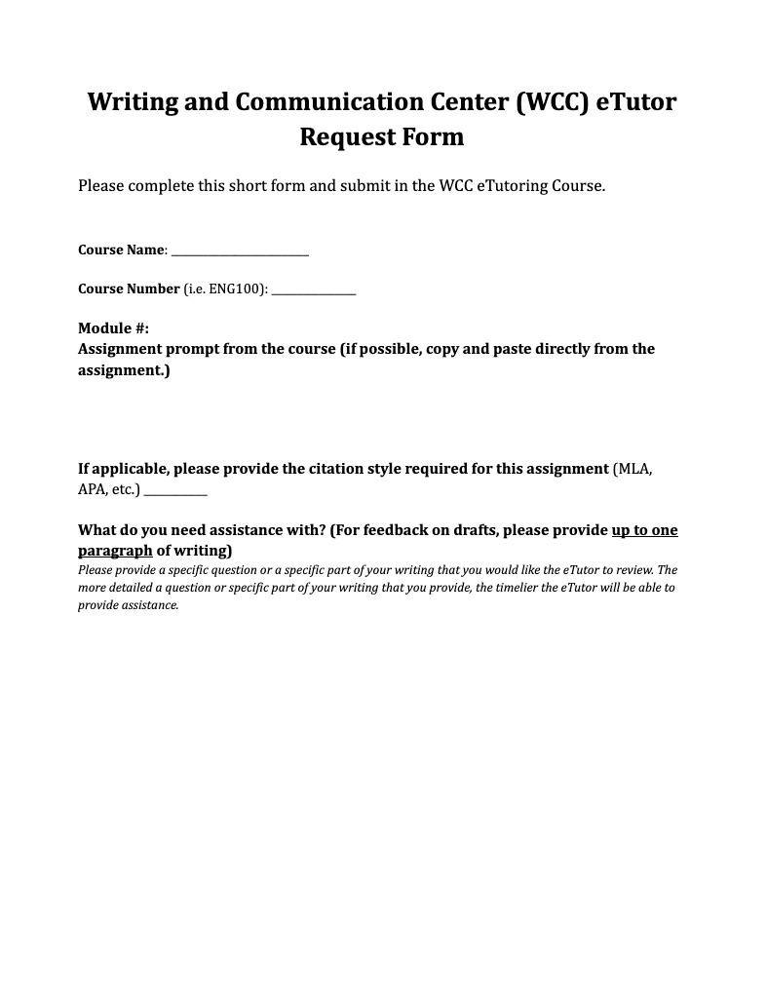 Writing and Communication Center (WCC) eTutor
Request Form
Please complete this short form and submit in the WCC eTutoring Course.
Course Name: ______________________
Course Number (i.e. ENG100): _____________
Module #:
Assignment prompt from the course (if possible, copy and paste directly from the
assignment.)
If applicable, please provide the citation style required for this assignment (MLA,
APA, etc.) _________
What do you need assistance with? (For feedback on drafts, please provide up to one
paragraph of writing)
Please provide a specific question or a specific part of your writing that you would like the eTutor to review. The
more detailed a question or specific part of your writing that you provide, the timelier the eTutor will be able to
provide assistance.